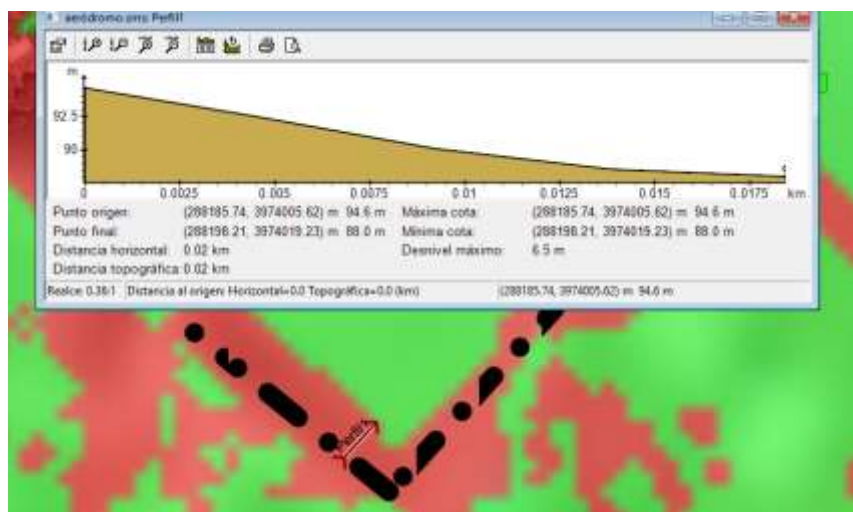 aeródromo.pns Perfil1
m
92.5
90
0 0.0025 0.005 0.0075 0.01 0.0125 0.015 0.0175 km
Punto origen: (288185.74, 3974005.62) m 94.6 m Máxima cota: (288185.74, 3974005.62) m 94.6 m
Punto final: (288198.21, 3974019.23) m 88.0 m Mínima cota: (288198.21, 3974019.23) m 88.0 m
Distancia horizontal: 0.02 km Desnivel máximo: 6.5 m
Distancia topográfica: 0.02 km
Realce 0.36:1 Distancia al origen: Horizontal=0.0 Topográfica=0.0 (km) (288185.74, 3974005.62) m 94.6 m
Perfil1